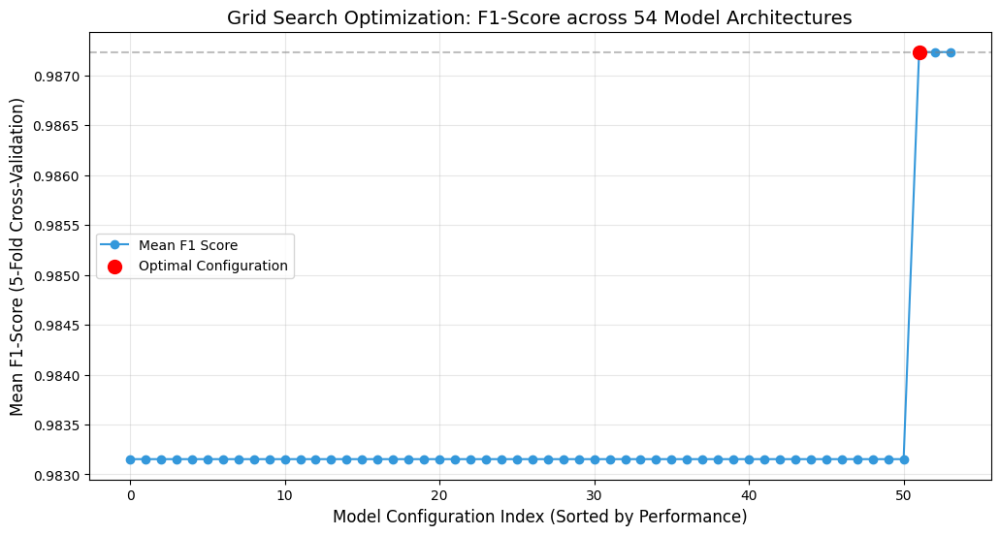 Grid Search Optimization: F1-Score across 54 Model Architectures
Mean F1-Score (5-Fold Cross-Validation)
0.9870
0.9865
0.9860
0.9855
0.9850
0.9845
0.9840
0.9835
0.9830
Mean F1 Score
Optimal Configuration
0 10 20 30 40 50
Model Configuration Index (Sorted by Performance)